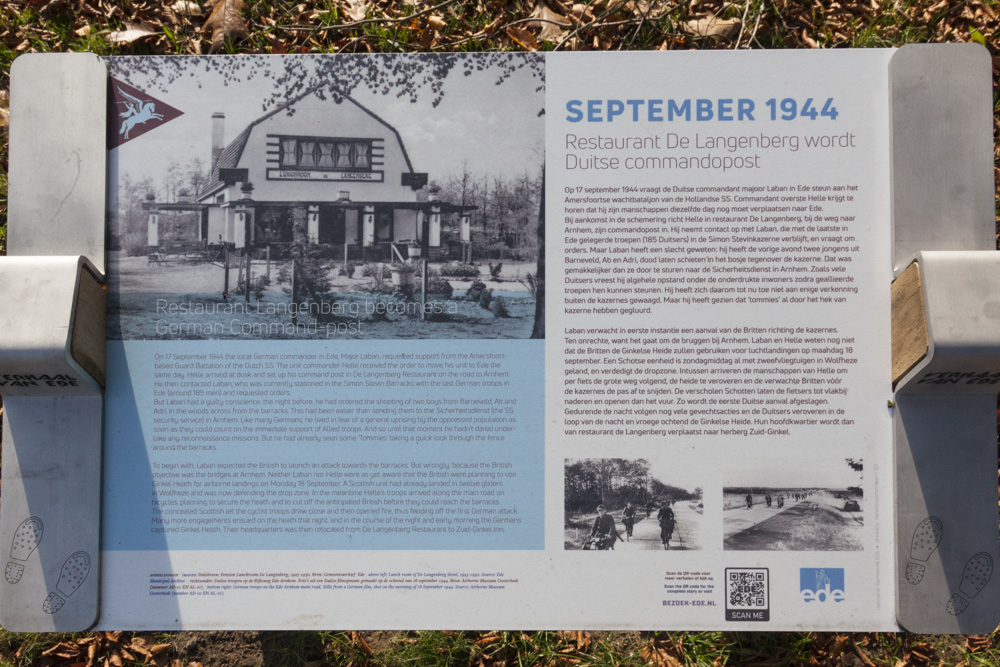 SEPTEMBER 1944
Restaurant De Langenberg wordt
Duitse commandopost
Op 17 september 1944 vraagt de Duitse commandant majoor Laban in Ede steun aan het
Amersfoortse wachtbataljon van de Hollandse SS. Commandant overste Helle krijgt te
horen dat hij zijn manschappen diezelfde dag nog moet verplaatsen naar Ede.
Bij aankomst in de schemering richt Helle in restaurant De Langenberg, bij de weg naar
Arnhem, zijn commandopost in. Hij neemt contact op met Laban, die met de laatste in
Ede gelegerde troepen (185 Duitsers) in de Simon Stevinkazerne verblijft, en vraagt om
orders. Maar Laban heeft een slecht geweten: hij heeft de vorige avond twee jongens uit
Barneveld, Ab en Adri, dood laten schieten in het bosje tegenover de kazerne. Dat was
gemakkelijker dan ze door te sturen naar de Sicherheitsdienst in Arnhem. Zoals vele
Duitsers vreest hij algehele opstand onder de onderdrukte inwoners zodra geallieerde
troepen hen kunnen steunen. Hij heeft zich daarom tot nu toe niet aan enige verkenning
buiten de kazernes gewaagd. Maar hij heeft gezien dat 'tommies' al door het hek van
kazerne hebben gegluurd.
Laban verwacht in eerste instantie een aanval van de Britten richting de kazernes.
Ten onrechte, want het gaat om de bruggen bij Arnhem. Laban en Helle weten nog niet
dat de Britten de Ginkelse Heide zullen gebruiken voor luchtlandingen op maandag 18
september. Een Schotse eenheid is zondagmiddag al met tweefvliegtuigen in Wolfheze
geland, en verdedigt de dropzone. Intussen arriveren de manschappen van Helle om
per fiets de grote weg volgend, de heide te veroveren en de verwachte Britten vóór
de kazernes de pas af te snijden. De verscholen Schotten laten de fietsers tot vlakbij
naderen en openen dan het vuur. Zo wordt de eerste Duitse aanval afgeslagen.
Gedurende de nacht volgen nog vele gevechtsacties en de Duitsers veroveren in de
loop van de nacht en vroege ochtend de Ginkelse Heide. Hun hoofdkwartier wordt dan
van restaurant de Langenberg verplaatst naar herberg Zuid-Ginkel.
LUNCHROOM DE LANGENBERG
Restaurant Langenberg becomes a
German Command-post
On 17 September 1944 the local German commander in Ede, Major Laban, requested support from the Amersfoort-
based Guard Battalion of the Dutch SS. The unit commander Helle received the order to move his unit to Ede the
same day. Helle arrived at dusk and set up his command cost in De Langenberg Restaurant on the road to Arnhem.
He then contacted Laban, who was currently stationed in the Simon Stevin Barracks with the last German troops in
Ede (around 185 men) and requested orders.
But Laban had a guilty conscience: the night before, he had ordered the shooting of two boys from Barneveld, Ab and
Adri, in the woods across from the barracks. This had been easier then sending them to the Sicherheitsdienst (the SS
security service) in Arnhem. Like many Germans, he lived in fear of a general uprising by the oppressed population as
soon as they could count on the immediate support of Allied troops. And so until that moment he hadn't dared under-
take any reconnaissance missions. But he had already seen some 'Tommies' taking a quick look through the fence
around the barracks.
To begin with, Laban expected the British to launch an attack towards the barracks. But wrongly, because the British
objective was the bridges at Arnhem. Neither Laban nor Helle were as yet aware that the British were planning to use
Ginkel Heath for airborne landings on Monday 18 September. A Scottish unit had already landed in twelve gliders
in Wolfheze and was now defending the drop zone. In the meantime Helle's troops arrived along the main road on
bicycles, planning to secure the heath and to cut off the anticipated British before they could reach the barracks.
The concealed Scottish let the cyclist troops draw close and then opened fire, thus fending off the first German attack.
Many more engagements ensued on the heath that night, and in the course of the night and early morning the Germans
captured Ginkel Heath. Their headquarters was then relocated from De Langenberg Restaurant to Zuid-Ginkel Inn.
Scan de QR code voor
meer verhalen of kijk op
Scan the QR code for the
complete stars or visit
BEZOEK-EDE.NL
EDE
SCAN ME
ede
VAN EDE
VAN EDE